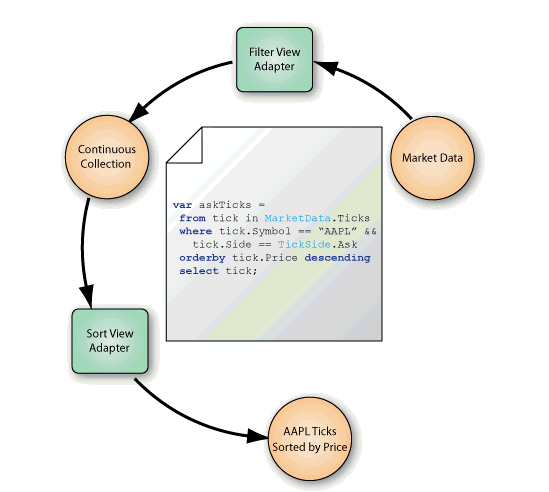 Filter View
Adapter
Market Data
Continuous
Collection
var askTicks =
from tick in MarketData.Ticks
where tick.Symbol == “AAPL” &&
tick.Side == TickSide.Ask
orderby tick.Price descending
select tick;
Sort View
Adapter
AAPL Ticks
Sorted by Price